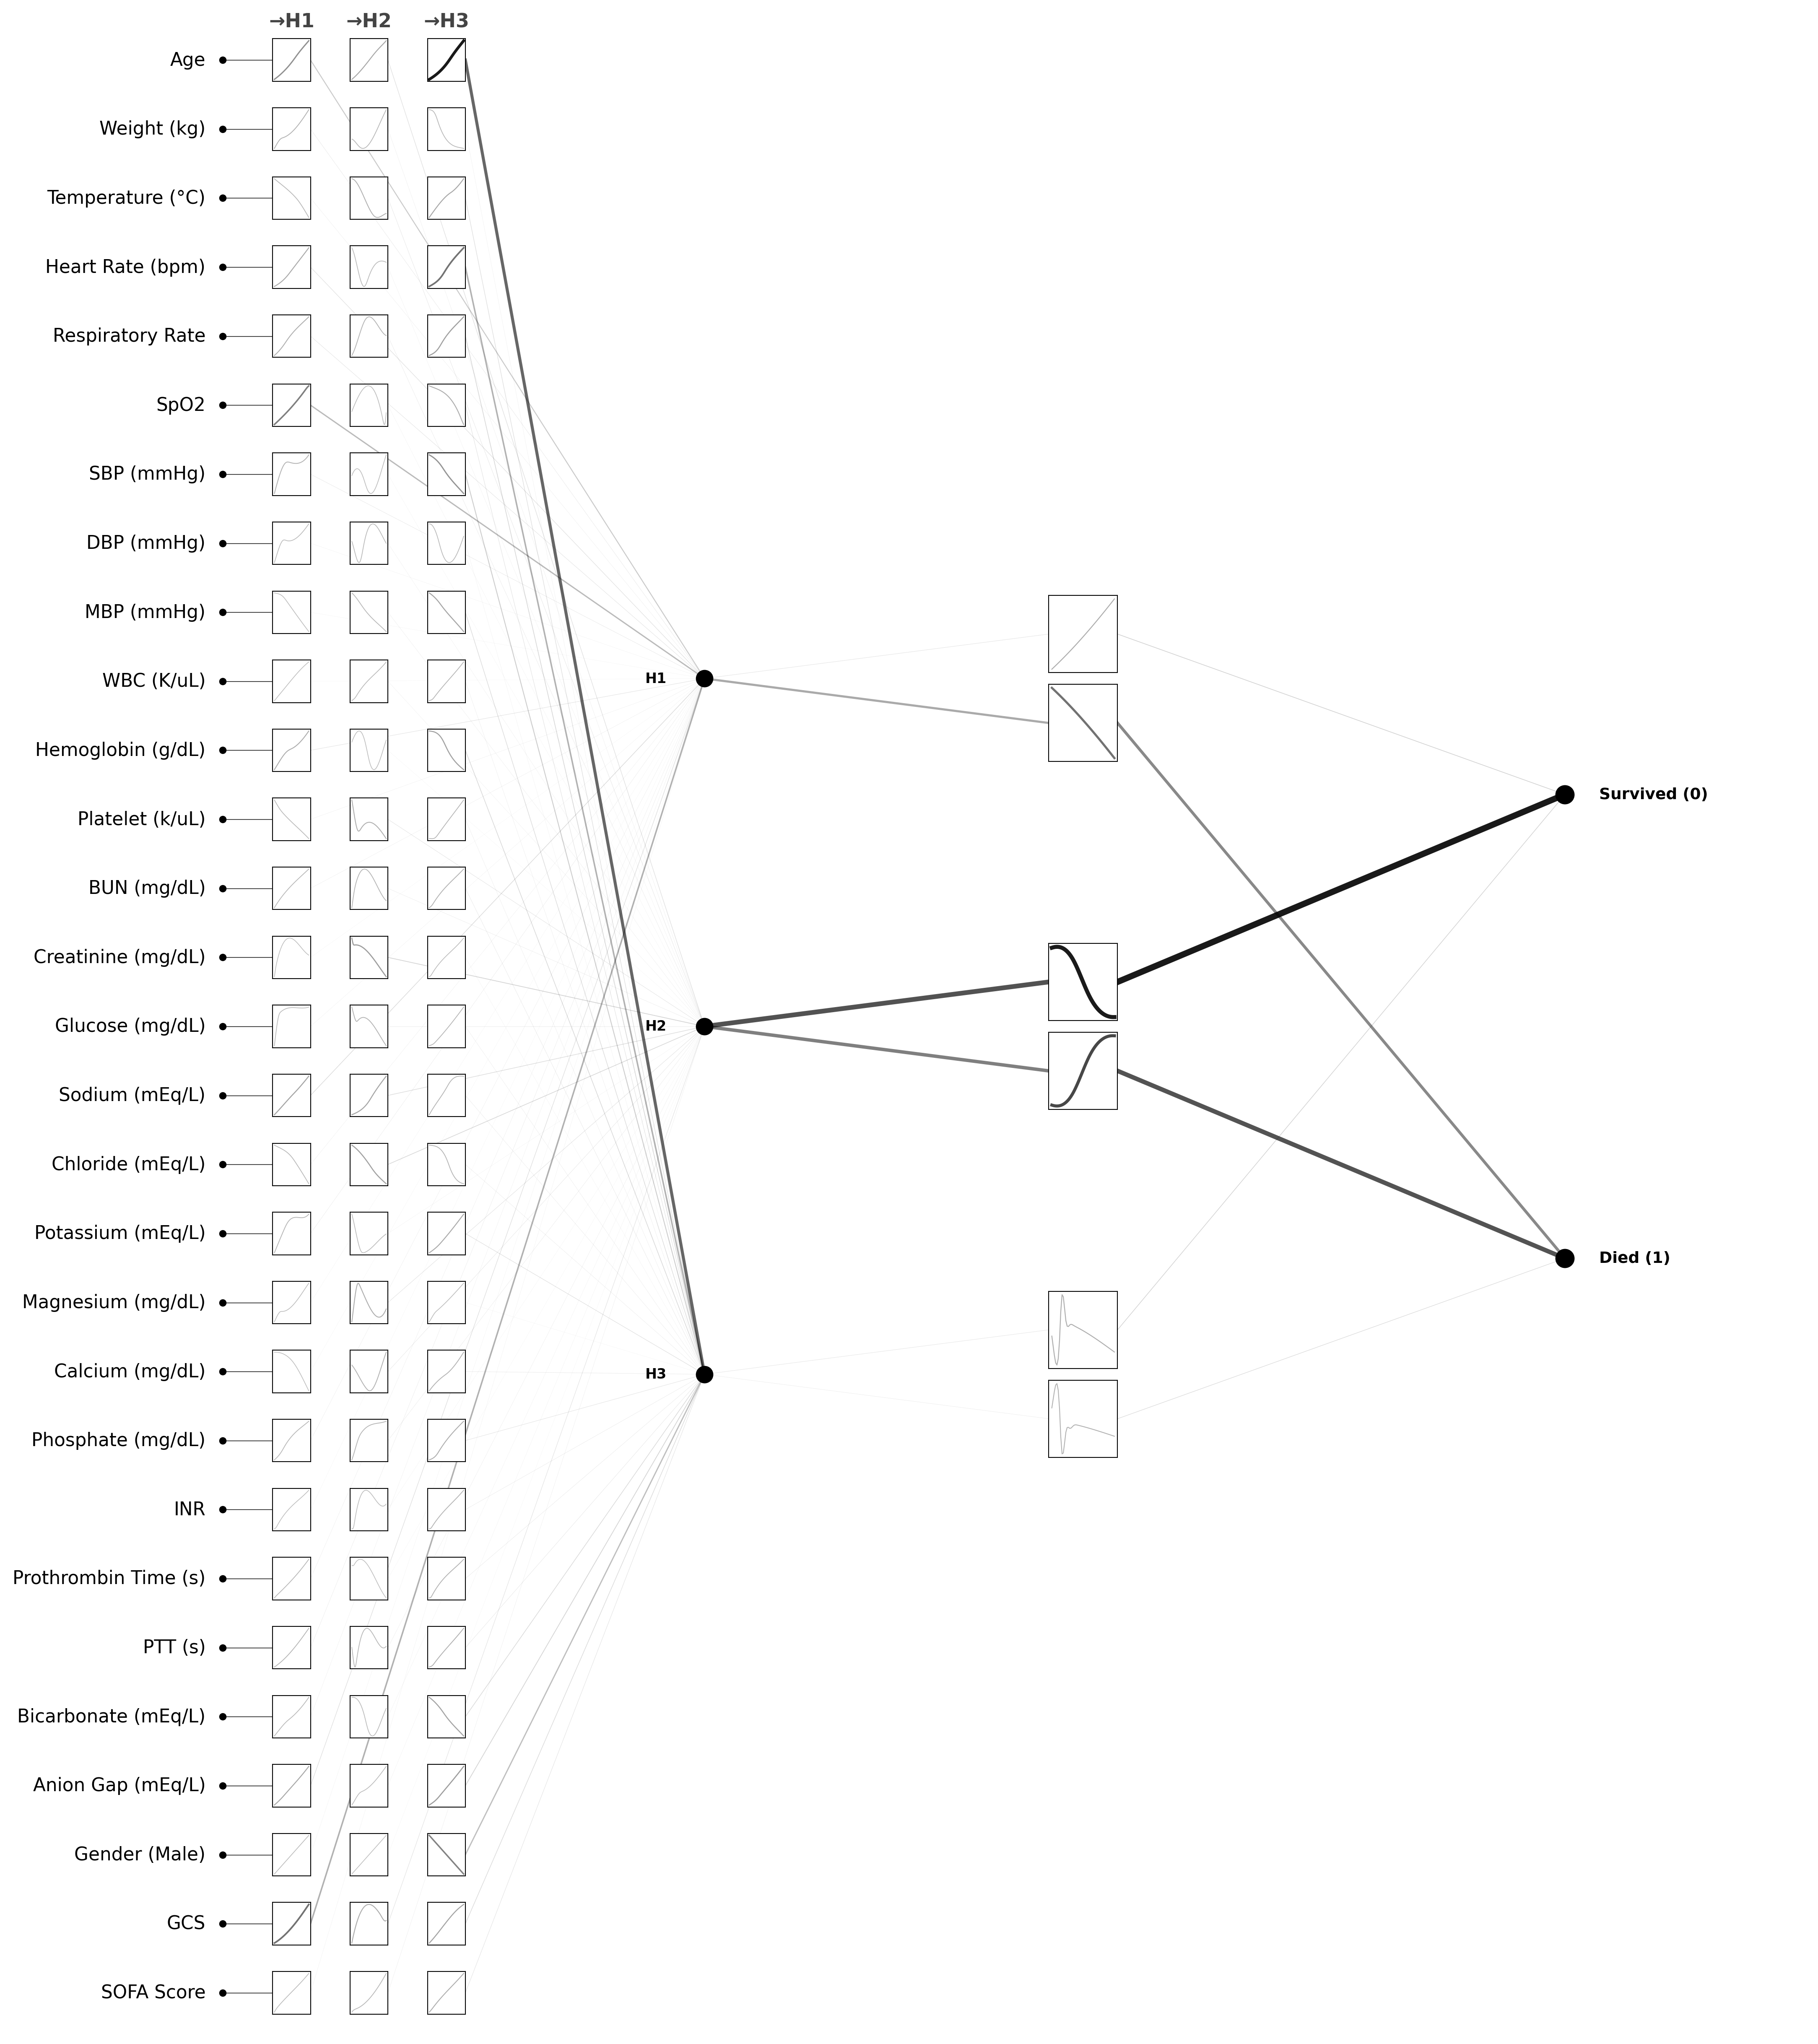 →H1 →H2 →H3
Age
Weight (kg)
Temperature (°C)
Heart Rate (bpm)
Respiratory Rate
SpO2
SBP (mmHg)
DBP (mmHg)
MBP (mmHg)
WBC (K/uL)
H1
Hemoglobin (g/dL)
Survived (0)
Platelet (k/uL)
BUN (mg/dL)
Creatinine (mg/dL)
Glucose (mg/dL)
H2
Sodium (mEq/L)
Chloride (mEq/L)
Potassium (mEq/L)
Died (1)
Magnesium (mg/dL)
Calcium (mg/dL)
H3
Phosphate (mg/dL)
INR
Prothrombin Time (s)
PTT (s)
Bicarbonate (mEq/L)
Anion Gap (mEq/L)
Gender (Male)
GCS
SOFA Score